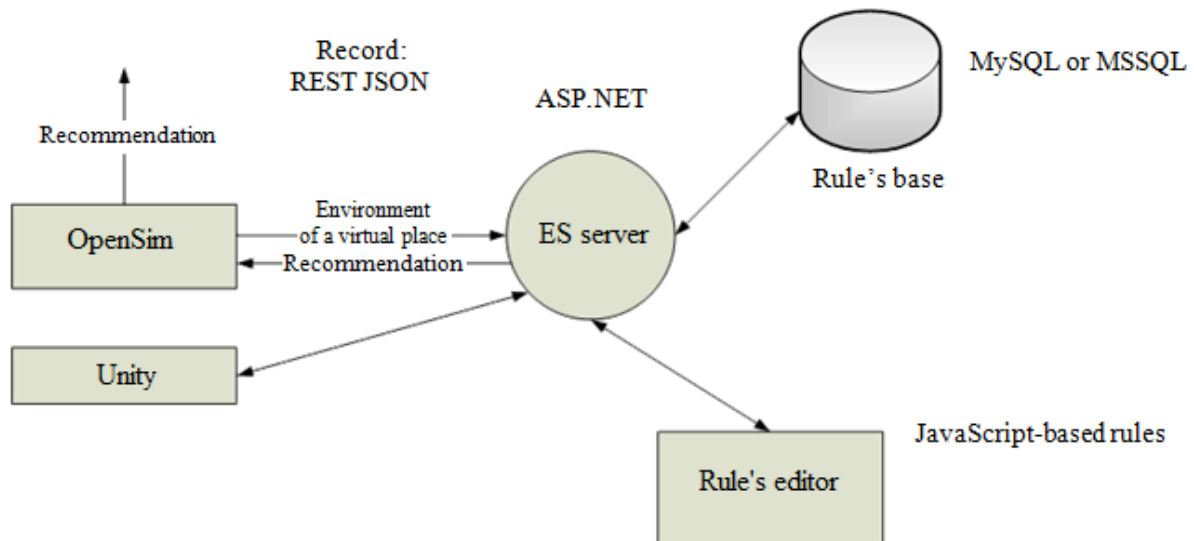 Record:
REST JSON
MySQL or MSSQL
ASP.NET
Recommendation
Rule’s base
Environment
of a virtual place
OpenSim
ES server
Recommendation
Unity
JavaScript-based rules
Rule's editor